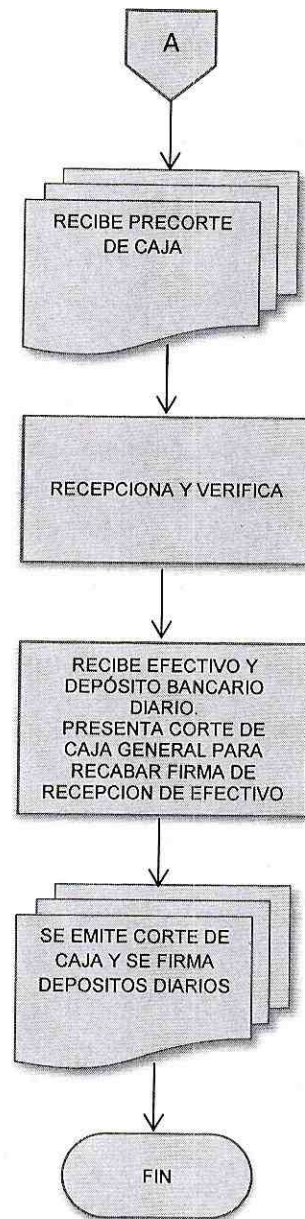 A
RECIBE PRECORTE
DE CAJA
RECEPCIONA Y VERIFICA
RECIBE EFECTIVO Y
DEPÓSITO BANCARIO
DIARIO.
PRESENTA CORTE DE
CAJA GENERAL PARA
RECABAR FIRMA DE
RECEPCION DE EFECTIVO
SE EMITE CORTE DE
CAJA Y SE FIRMA
DEPOSITOS DIARIOS
FIN